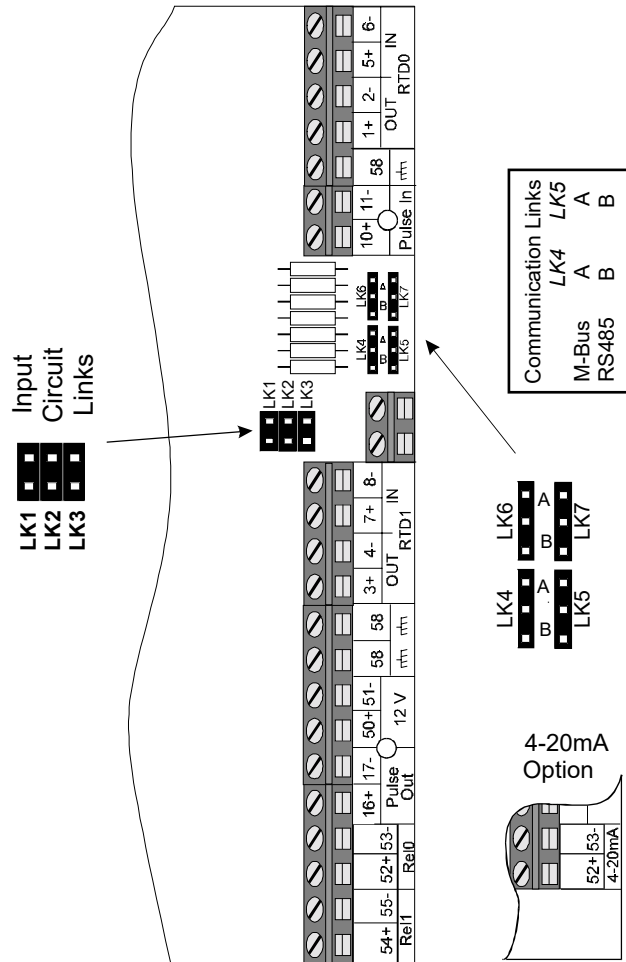 LK1
LK2
LK3
Input
Circuit
Links
LK1
LK2
LK3
LK4 LK6
B A B A
LK5 LK7
54+ 55- 52+ 53- 16+ 17- 50+ 51- 58 58 3+ 4- 7+ 8- 10+ 11- 58 1+ 2- 5+ 6-
Rel1 Rel0 Pulse Out 12 V OUT IN Pulse In OUT IN
RTD1 RTD0
4-20mA
Option
52+ 53-
4-20mA
LK4 LK6
B A B A
LK5 LK7
Communication Links
LK4 LK5
M-Bus A A
RS485 B B